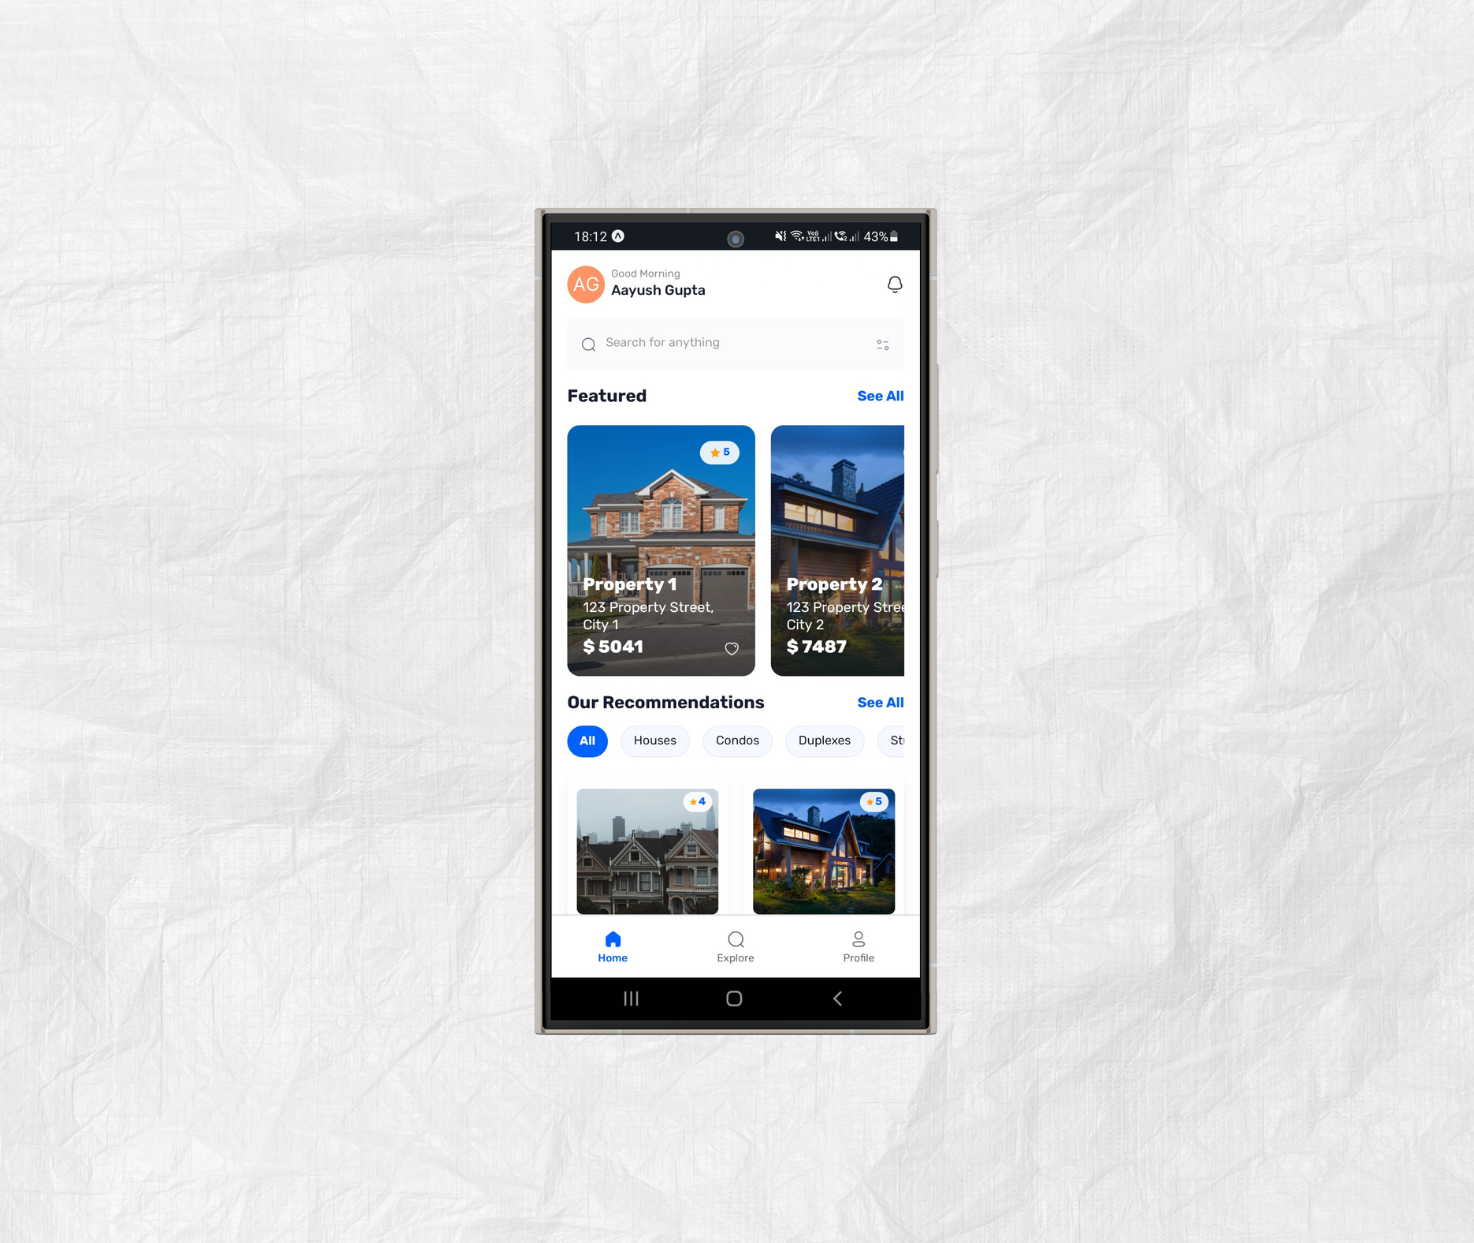 18:12 43%
AG
Good Morning
Aayush Gupta
Search for anything
Featured See All
5
Property 1
123 Property Street,
City 1
$ 5041
Property 2
123 Property Stree
City 2
$ 7487
Our Recommendations See All
All Houses Condos Duplexes St
4 5
Home Explore Profile